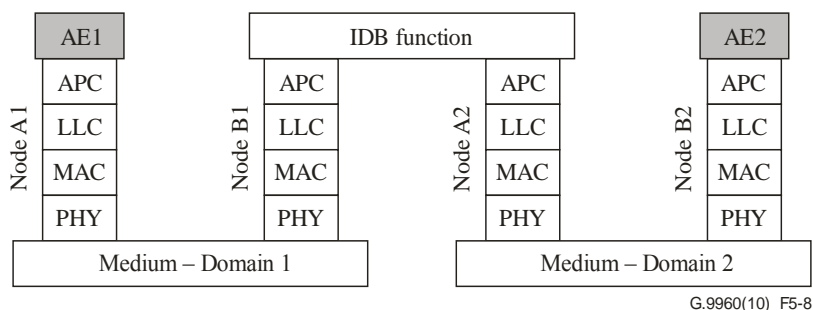 AE1
IDB function
AE2
Node A1
APC
LLC
MAC
PHY
Node B1
APC
LLC
MAC
PHY
Node A2
APC
LLC
MAC
PHY
Node B2
APC
LLC
MAC
PHY
Medium – Domain 1
Medium – Domain 2
G.9960(10)_F5-8